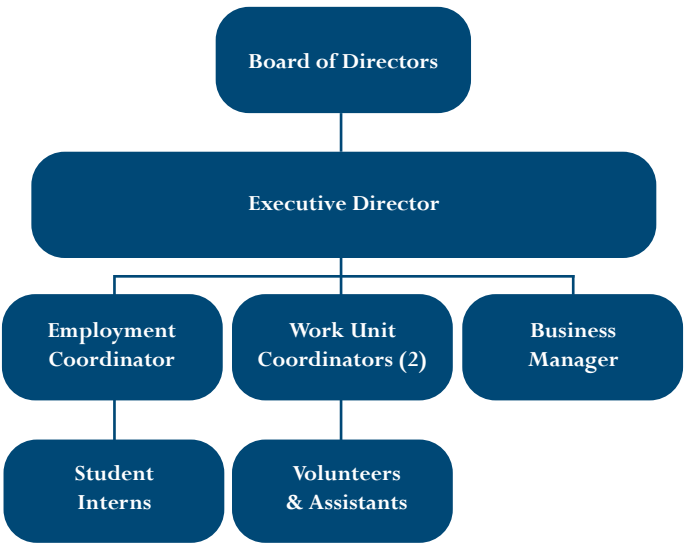 Board of Directors
Executive Director
Employment
Coordinator
Work Unit
Coordinators (2)
Business
Manager
Student
Interns
Volunteers
& Assistants